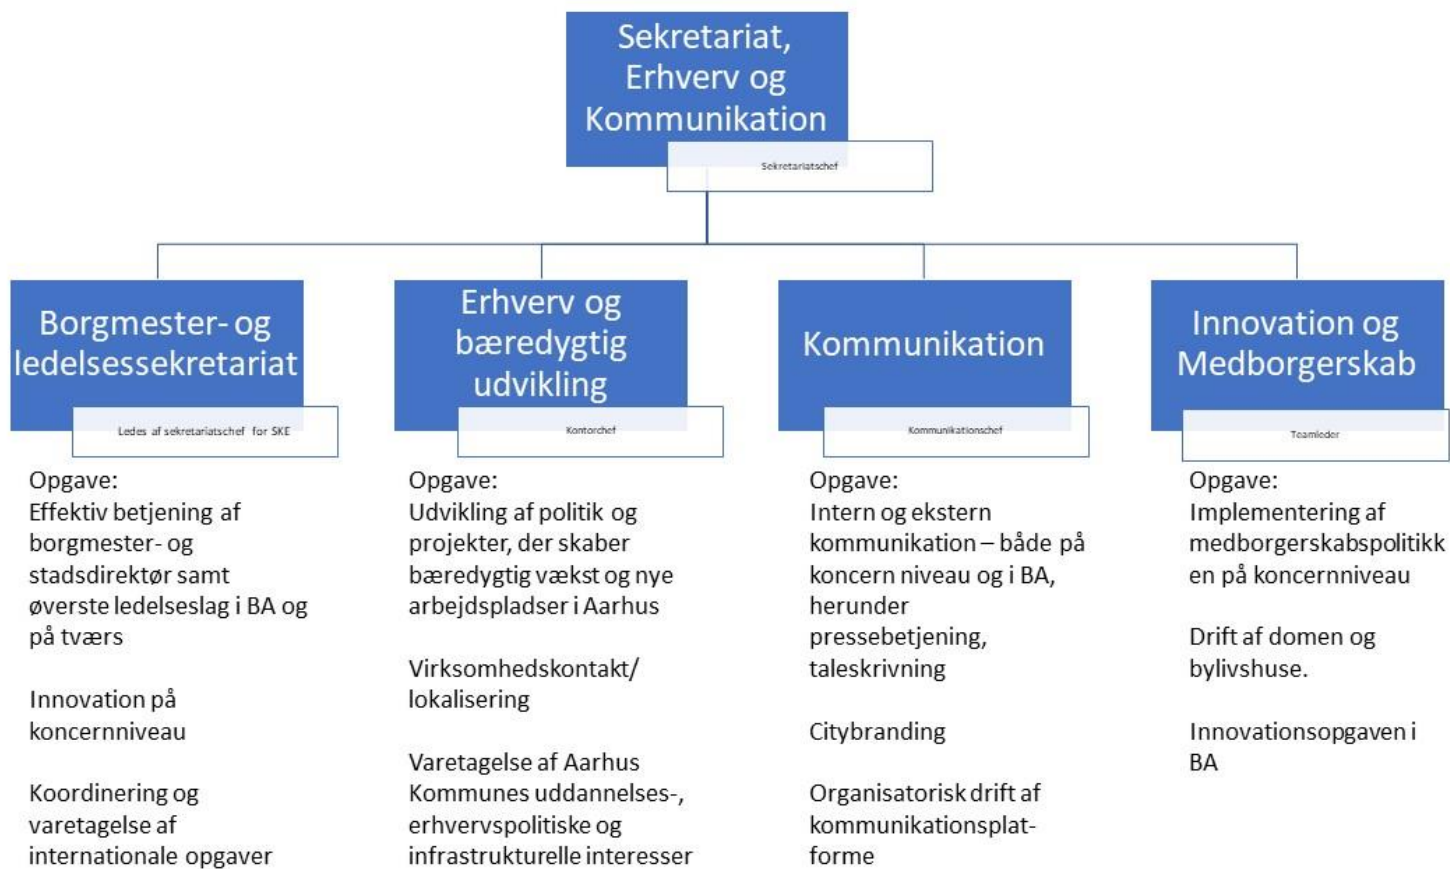 Sekretariat,
Erhverv og
Kommunikation
Sekretariatschef
Borgmester- og
ledelsessekretariat
Ledes af sekretariatschef for SKE
Opgave:
Effektiv betjening af
borgmester- og
stadsdirektør samt
øverste ledelseslag i BA og
på tværs
Innovation på
koncernniveau
Koordinering og
varetagelse af
internationale opgaver
Erhverv og
bæredygtig
udvikling
Kontorchef
Opgave:
Udvikling af politik og
projekter, der skaber
bæredygtig vækst og nye
arbejdspladser i Aarhus
Virksomhedskontakt/
lokalisering
Varetagelse af Aarhus
Kommunes uddannelses-,
erhvervspolitiske og
infrastrukturelle interesser
Kommunikation
Kommunikationschef
Opgave:
Intern og ekstern
kommunikation – både på
koncern niveau og i BA,
herunder
pressebetjening,
taleskrivning
Citybranding
Organisatorisk drift af
kommunikationsplat-
forme
Innovation og
Medborgerskab
Teamleder
Opgave:
Implementering af
medborgerskabspolitikk
en på koncernniveau
Drift af domen og
bylivshuse.
Innovationsopgaven i
BA